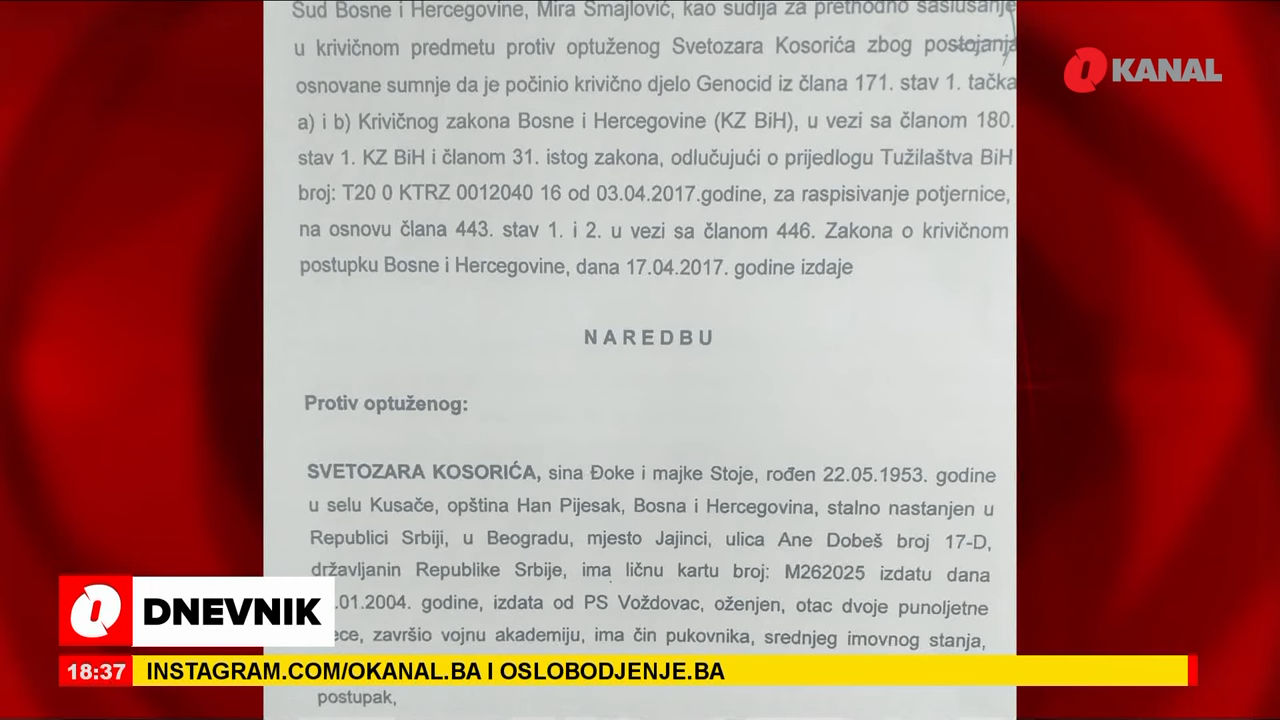 Sud Bosne i Hercegovine, Mira Smajlović, kao sudija za prethodno saslušanje
u krivičnom predmetu protiv optuženog Svetozara Kosorića zbog postojanja
osnovane sumnje da je počinio krivično djelo Genocid iz člana 171. stav 1. tačka
a) i b) Krivičnog zakona Bosne i Hercegovine (KZ BiH), u vezi sa članom 180.
stav 1. KZ BiH i članom 31. istog zakona, odlučujući o prijedlogu Tužilaštva BiH
broj: T20 0 KTRZ 0012040 16 od 03.04.2017.godine, za raspisivanje potjernice,
na osnovu člana 443. stav 1. i 2. u vezi sa članom 446. Zakona o krivičnom
postupku Bosne i Hercegovine, dana 17.04.2017. godine izdaje
N A R E D B U
Protiv optuženog:
SVETOZARA KOSORIĆA, sina Đoke i majke Stoje, rođen 22.05.1953. godine
u selu Kusače, opština Han Pijesak, Bosna i Hercegovina, stalno nastanjen u
Republici Srbiji, u Beogradu, mjesto Jajinci, ulica Ane Dobeš broj 17-D,
državljanin Republike Srbije, ima ličnu kartu broj: M262025 izdatu dana
.01.2004. godine, izdata od PS Voždovac, oženjen, otac dvoje punoljetne
ece, završio vojnu akademiju, ima čin pukovnika, srednjeg imovnog stanja,
postupak,
O KANAL
DNEVNIK
18:37 INSTAGRAM.COM/OKANAL.BA I OSLOBODJENJE.BA